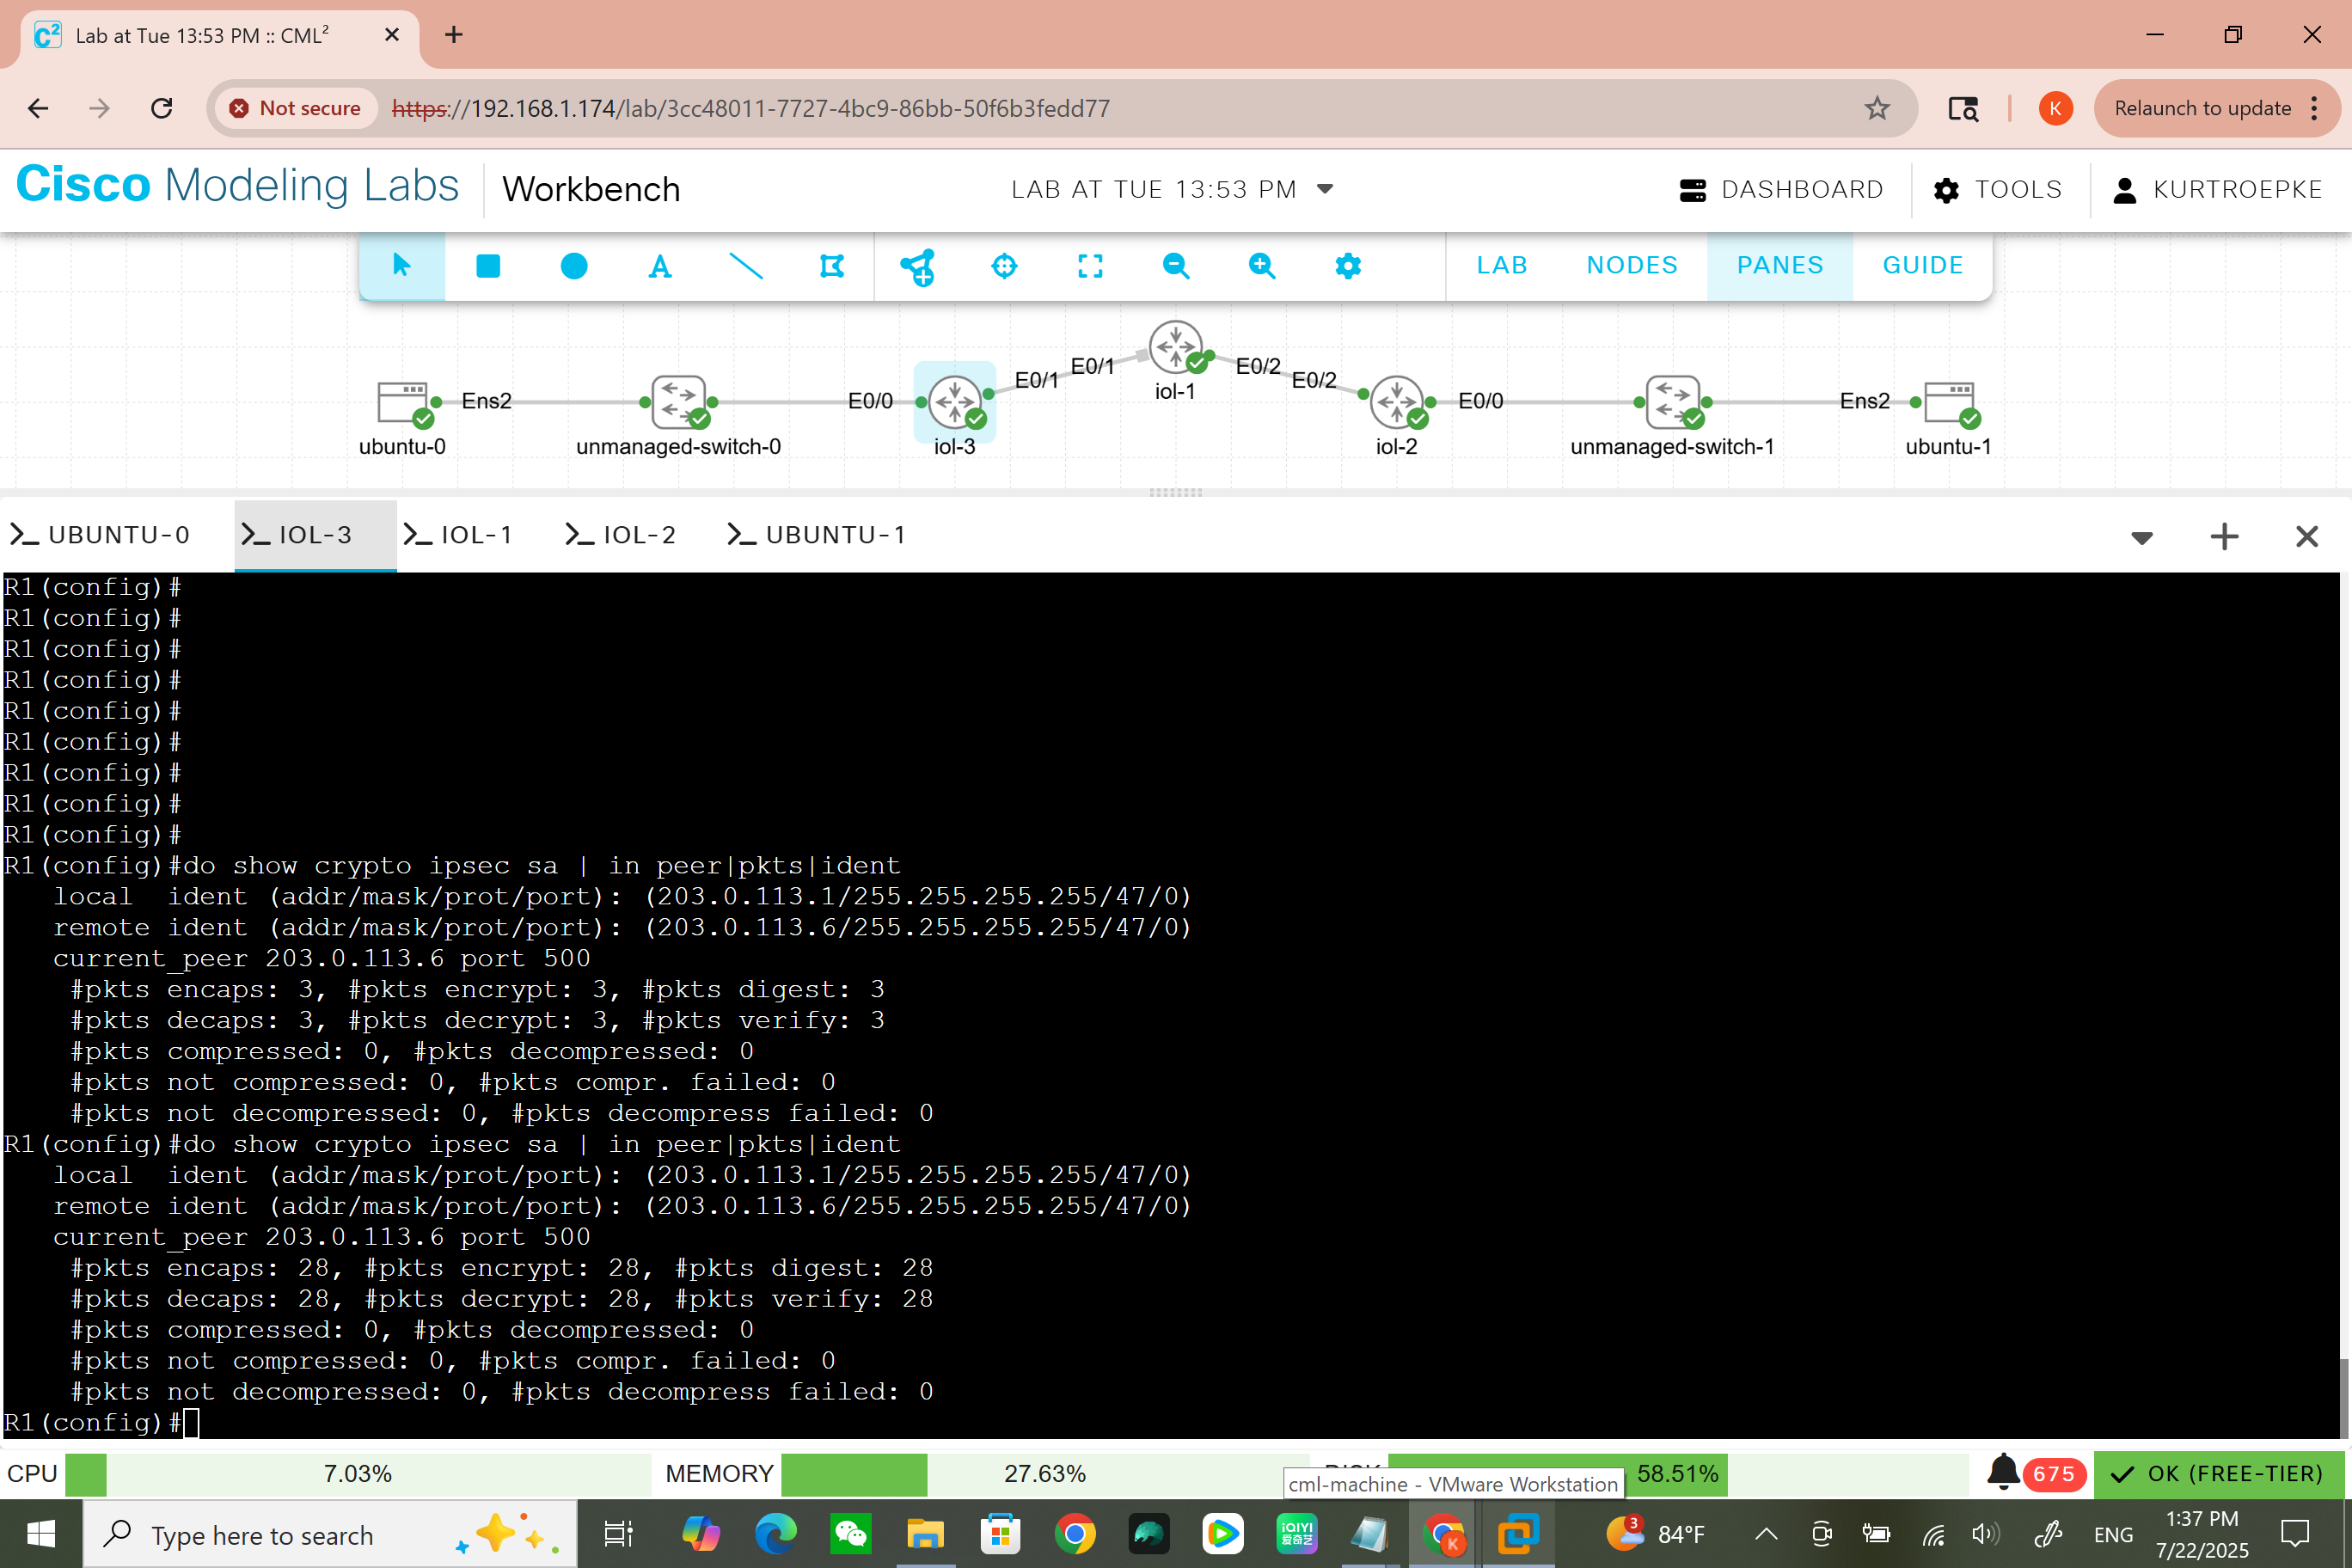 Lab at Tue 13:53 PM :: CML²
Not secure https://192.168.1.174/lab/3cc48011-7727-4bc9-86bb-50f6b3fedd77 K Relaunch to update
Cisco Modeling Labs Workbench LAB AT TUE 13:53 PM DASHBOARD TOOLS KURTROEPKE
LAB NODES PANES GUIDE
E0/1 E0/1 E0/2 E0/2
iol-1
Ens2 E0/0 E0/0 Ens2
ubuntu-0 unmanaged-switch-0 iol-3 iol-2 unmanaged-switch-1 ubuntu-1
UBUNTU-0 IOL-3 IOL-1 IOL-2 UBUNTU-1
R1(config)#
R1(config)#
R1(config)#
R1(config)#
R1(config)#
R1(config)#
R1(config)#
R1(config)#
R1(config)#
R1(config)#do show crypto ipsec sa | in peer|pkts|ident
local  ident (addr/mask/prot/port): (203.0.113.1/255.255.255.255/47/0)
remote ident (addr/mask/prot/port): (203.0.113.6/255.255.255.255/47/0)
current_peer 203.0.113.6 port 500
#pkts encaps: 3, #pkts encrypt: 3, #pkts digest: 3
#pkts decaps: 3, #pkts decrypt: 3, #pkts verify: 3
#pkts compressed: 0, #pkts decompressed: 0
#pkts not compressed: 0, #pkts compr. failed: 0
#pkts not decompressed: 0, #pkts decompress failed: 0
R1(config)#do show crypto ipsec sa | in peer|pkts|ident
local  ident (addr/mask/prot/port): (203.0.113.1/255.255.255.255/47/0)
remote ident (addr/mask/prot/port): (203.0.113.6/255.255.255.255/47/0)
current_peer 203.0.113.6 port 500
#pkts encaps: 28, #pkts encrypt: 28, #pkts digest: 28
#pkts decaps: 28, #pkts decrypt: 28, #pkts verify: 28
#pkts compressed: 0, #pkts decompressed: 0
#pkts not compressed: 0, #pkts compr. failed: 0
#pkts not decompressed: 0, #pkts decompress failed: 0
R1(config)#
CPU 7.03% MEMORY 27.63% 58.51% 675 OK (FREE-TIER)
cml-machine - VMware Workstation
Type here to search iQIYI 爱奇艺 K 3 84°F ENG 1:37 PM
7/22/2025